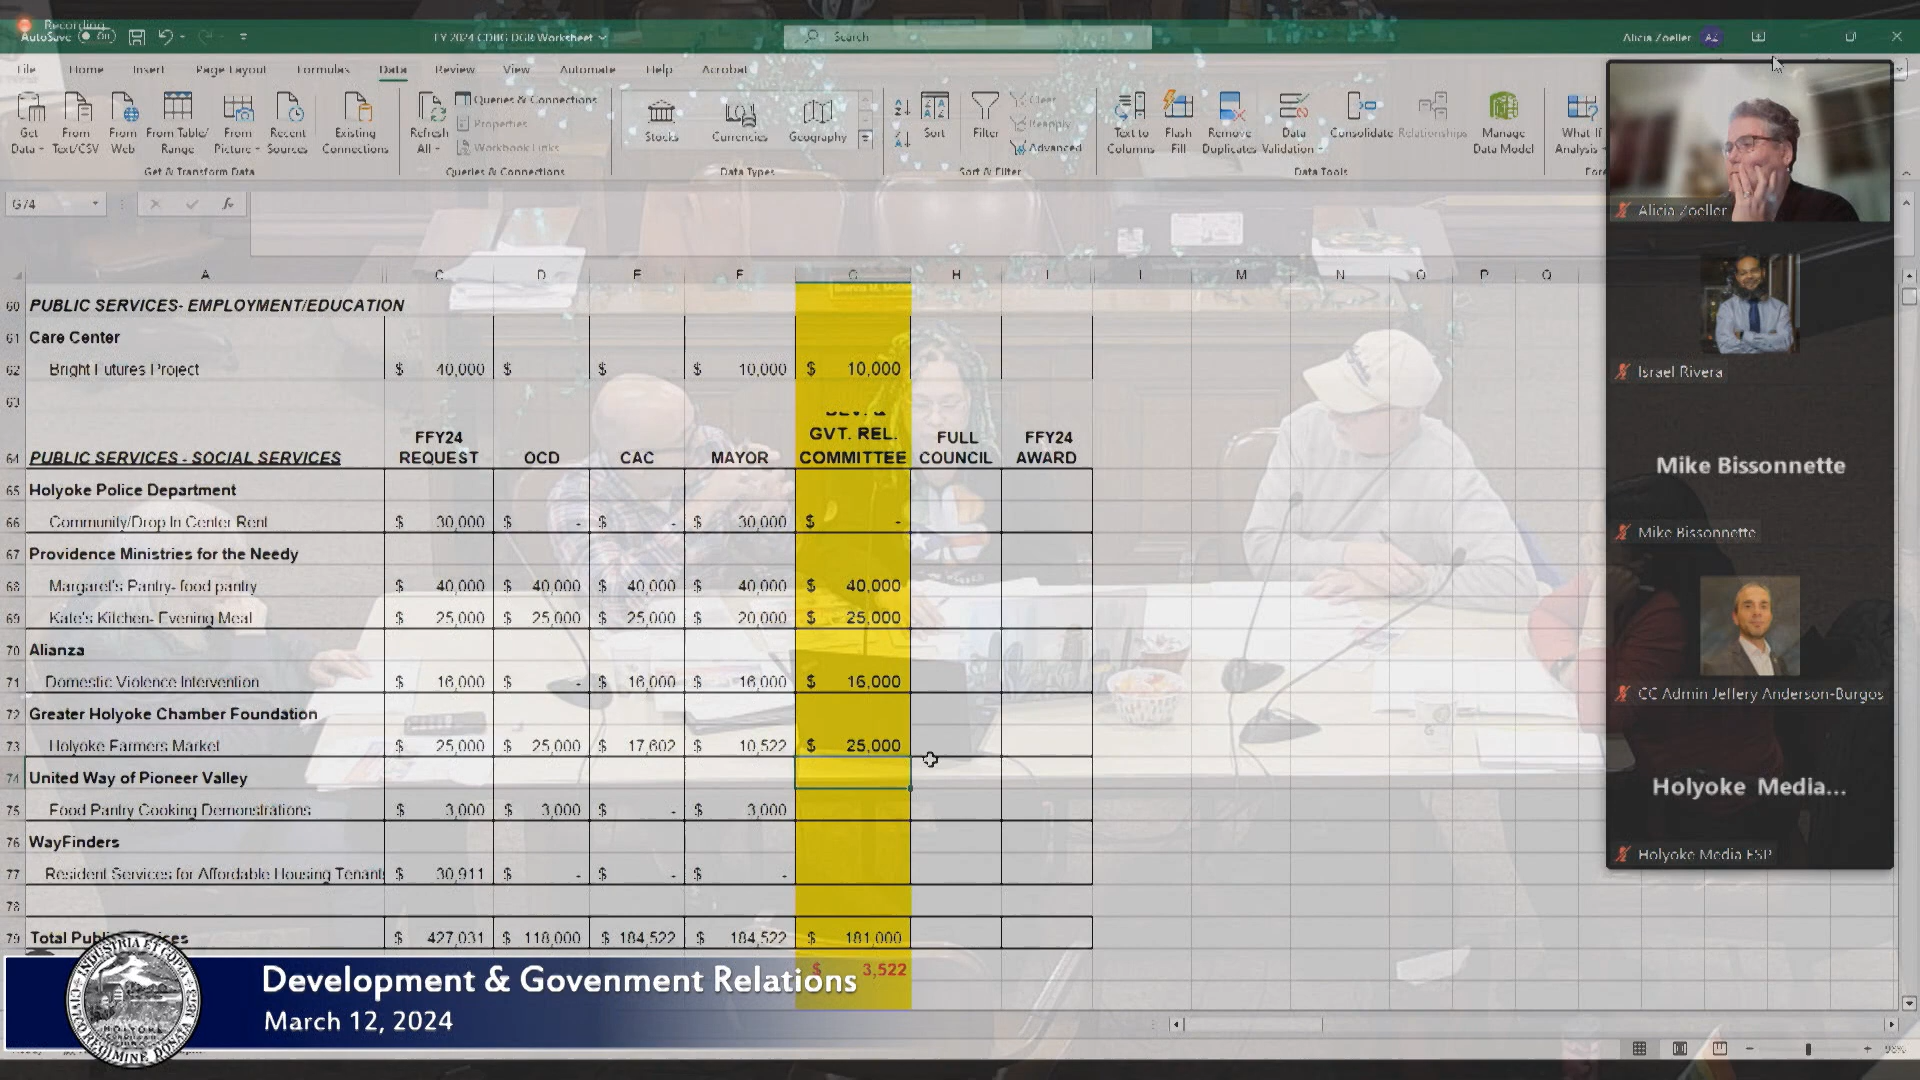 Recording
AutoSave On
FY 2024 CDBG DGR Worksheet
Search
Alicia Zoeller AZ
File Home Insert Page Layout Formulas Data Review View Automate Help Acrobat
Get Data
From Text/CSV
From Web
From Table/ Range
From Picture
Recent Sources
Existing Connections
Get & Transform Data
Refresh All
Queries & Connections
Properties
Workbook Links
Queries & Connections
Stocks
Currencies
Geography
Data Types
Sort
Filter
Clear
Reapply
Advanced
Sort & Filter
Text to Columns
Flash Fill
Remove Duplicates
Data Validation
Consolidate
Relationships
Manage Data Model
Data Tools
What-If Analysis
Fore
G74
fx
A C D E F G H I L M N O P Q
60 PUBLIC SERVICES- EMPLOYMENT/EDUCATION
61 Care Center
62 Bright Futures Project $ 40,000 $ $ $ 10,000 $ 10,000
63
64 PUBLIC SERVICES - SOCIAL SERVICES FFY24 REQUEST OCD CAC MAYOR GVT. REL. COMMITTEE FULL COUNCIL FFY24 AWARD
65 Holyoke Police Department
66 Community/Drop In Center Rent $ 30,000 $ - $ - $ 30,000 $ -
67 Providence Ministries for the Needy
68 Margaret's Pantry- food pantry $ 40,000 $ 40,000 $ 40,000 $ 40,000 $ 40,000
69 Kate's Kitchen- Evening Meal $ 25,000 $ 25,000 $ 25,000 $ 20,000 $ 25,000
70 Alianza
71 Domestic Violence Intervention $ 16,000 $ - $ 16,000 $ 16,000 $ 16,000
72 Greater Holyoke Chamber Foundation
73 Holyoke Farmers Market $ 25,000 $ 25,000 $ 17,602 $ 10,522 $ 25,000
74 United Way of Pioneer Valley
75 Food Pantry Cooking Demonstrations $ 3,000 $ 3,000 $ - $ 3,000
76 WayFinders
77 Resident Services for Affordable Housing Tenants $ 30,911 $ - $ - $ -
78
79 Total Public Services $ 427,031 $ 118,000 $ 184,522 $ 184,522 $ 181,000
$ 3,522
Alicia Zoeller
Israel Rivera
Mike Bissonnette
Mike Bissonnette
CC Admin Jeffery Anderson-Burgos
Holyoke Media...
Holyoke Media ESP
Development & Govenment Relations
March 12, 2024
HOLYOKE
98%